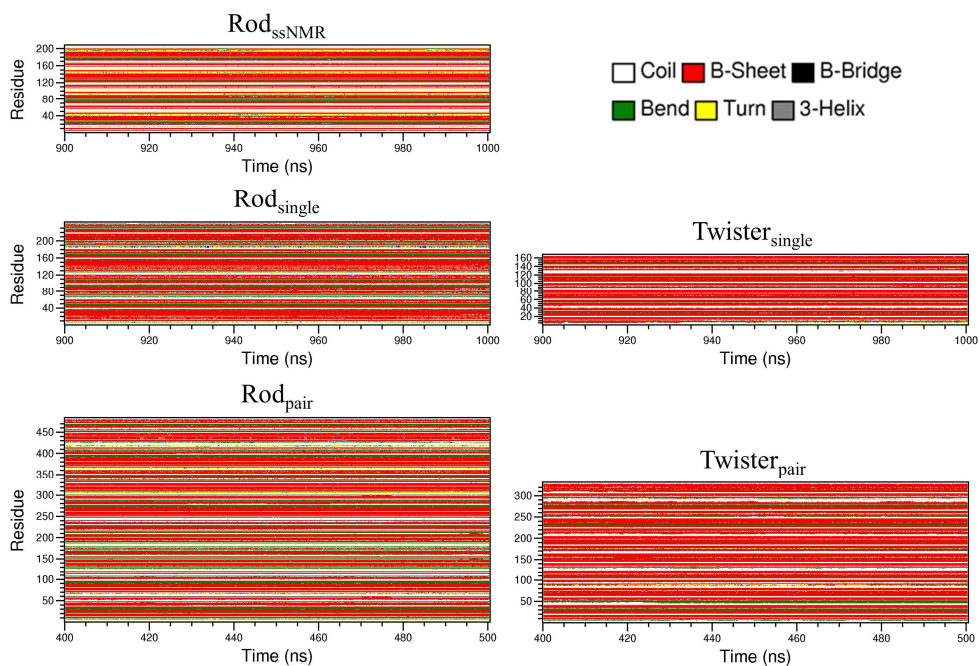 Rod_ssNMR
Residue
200
160
120
80
40
900 920 940 960 980 1000
Time (ns)
Coil B-Sheet B-Bridge
Bend Turn 3-Helix
Rod_single
Residue
200
160
120
80
40
900 920 940 960 980 1000
Time (ns)
Twister_single
160
140
120
100
80
60
40
20
900 920 940 960 980 1000
Time (ns)
Rod_pair
Residue
450
400
350
300
250
200
150
100
50
400 420 440 460 480 500
Time (ns)
Twister_pair
300
250
200
150
100
50
400 420 440 460 480 500
Time (ns)